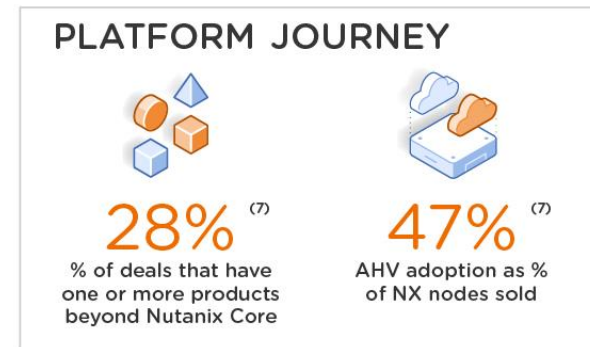 PLATFORM JOURNEY
28% (7)
% of deals that have
one or more products
beyond Nutanix Core
47% (7)
AHV adoption as %
of NX nodes sold